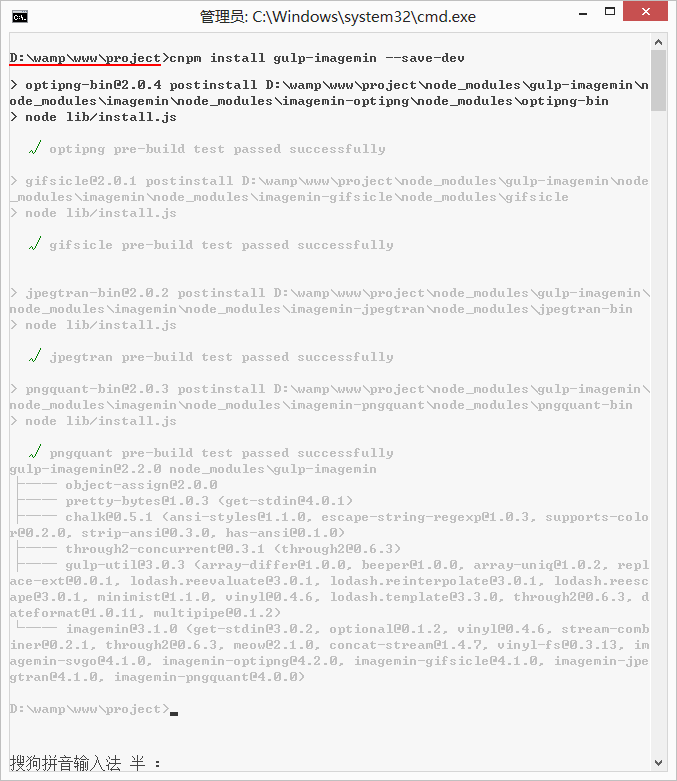 管理员: C:\Windows\system32\cmd.exe
D:\wamp\www\project>cnpm install gulp-imagemin --save-dev
> optipng-bin@2.0.4 postinstall D:\wamp\www\project\node_modules\gulp-imagemin\n
ode_modules\imagemin\node_modules\imagemin-optipng\node_modules\optipng-bin
> node lib/install.js
√ optipng pre-build test passed successfully
> gifsicle@2.0.1 postinstall D:\wamp\www\project\node_modules\gulp-imagemin\node
_modules\imagemin\node_modules\imagemin-gifsicle\node_modules\gifsicle
> node lib/install.js
√ gifsicle pre-build test passed successfully
> jpegtran-bin@2.0.2 postinstall D:\wamp\www\project\node_modules\gulp-imagemin\
node_modules\imagemin\node_modules\imagemin-jpegtran\node_modules\jpegtran-bin
> node lib/install.js
√ jpegtran pre-build test passed successfully
> pngquant-bin@2.0.3 postinstall D:\wamp\www\project\node_modules\gulp-imagemin\
node_modules\imagemin\node_modules\imagemin-pngquant\node_modules\pngquant-bin
> node lib/install.js
√ pngquant pre-build test passed successfully
gulp-imagemin@2.2.0 node_modules\gulp-imagemin
├── object-assign@2.0.0
├── pretty-bytes@1.0.3 (get-stdin@4.0.1)
├── chalk@0.5.1 (ansi-styles@1.1.0, escape-string-regexp@1.0.3, supports-colo
r@0.2.0, strip-ansi@0.3.0, has-ansi@0.1.0)
├── through2-concurrent@0.3.1 (through2@0.6.3)
├── gulp-util@3.0.3 (array-differ@1.0.0, beeper@1.0.0, array-uniq@1.0.2, repl
ace-ext@0.0.1, lodash.reevaluate@3.0.1, lodash.reinterpolate@3.0.1, lodash.reesc
ape@3.0.1, minimist@1.1.0, vinyl@0.4.6, lodash.template@3.3.0, through2@0.6.3, d
ateformat@1.0.11, multipipe@0.1.2)
└── imagemin@3.1.0 (get-stdin@3.0.2, optional@0.1.2, vinyl@0.4.6, stream-comb
iner@0.2.1, through2@0.6.3, meow@2.1.0, concat-stream@1.4.7, vinyl-fs@0.3.13, im
agemin-svgo@4.1.0, imagemin-optipng@4.2.0, imagemin-gifsicle@4.1.0, imagemin-jpe
gtran@4.1.0, imagemin-pngquant@4.0.0)
D:\wamp\www\project>
搜狗拼音输入法 半 :